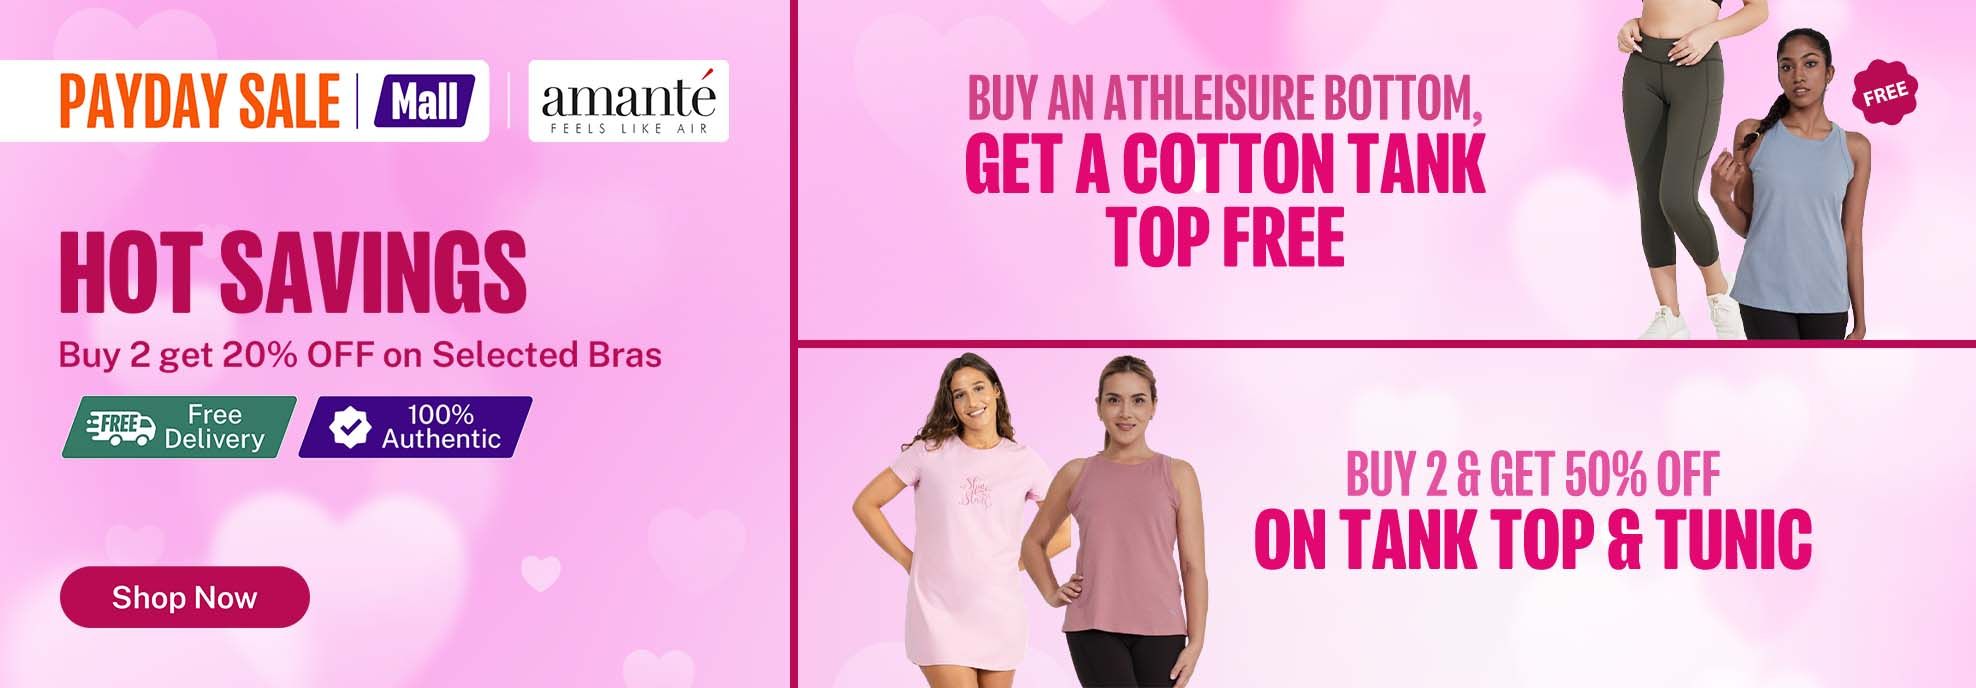 PAYDAY SALE | Mall
amanté
FEELS LIKE AIR
HOT SAVINGS
Buy 2 get 20% OFF on Selected Bras
FREE
Free
Delivery
100%
Authentic
Shop Now
BUY AN ATHLEISURE BOTTOM,
GET A COTTON TANK
TOP FREE
FREE
BUY 2 & GET 50% OFF
ON TANK TOP & TUNIC